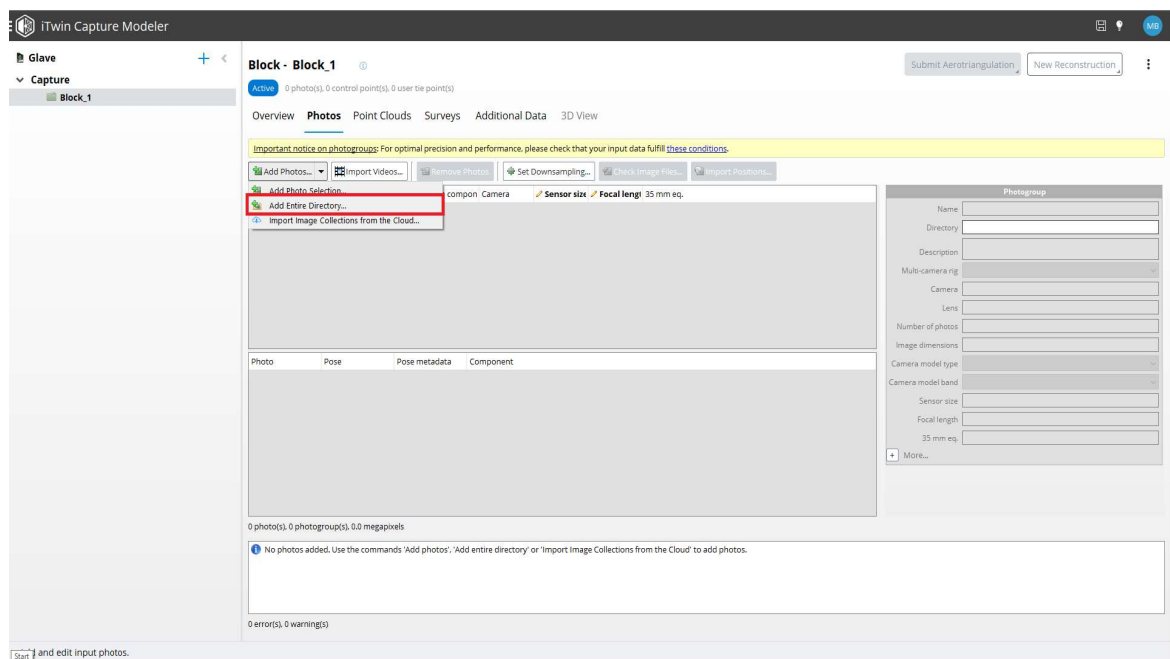 iTwin Capture Modeler
MB
Glave
Capture
Block_1
Block - Block_1
Submit Aerotriangulation
New Reconstruction
Active 0 photo(s), 0 control point(s), 0 user tie point(s)
Overview Photos Point Clouds Surveys Additional Data 3D View
Important notice on photogroups: For optimal precision and performance, please check that your input data fulfill these conditions.
Add Photos... Import Videos... Remove Photos Set Downsampling... Check Image Files... Import Positions...
Add Photo Selection...
Add Entire Directory...
Import Image Collections from the Cloud...
compon Camera Sensor size Focal lengt 35 mm eq.
Photogroup
Name
Directory
Description
Multi-camera rig
Camera
Lens
Number of photos
Image dimensions
Camera model type
Camera model band
Sensor size
Focal length
35 mm eq.
+ More...
Photo Pose Pose metadata Component
0 photo(s), 0 photogroup(s), 0.0 megapixels
No photos added. Use the commands 'Add photos', 'Add entire directory' or 'Import Image Collections from the Cloud' to add photos.
0 error(s), 0 warning(s)
Start d and edit input photos.